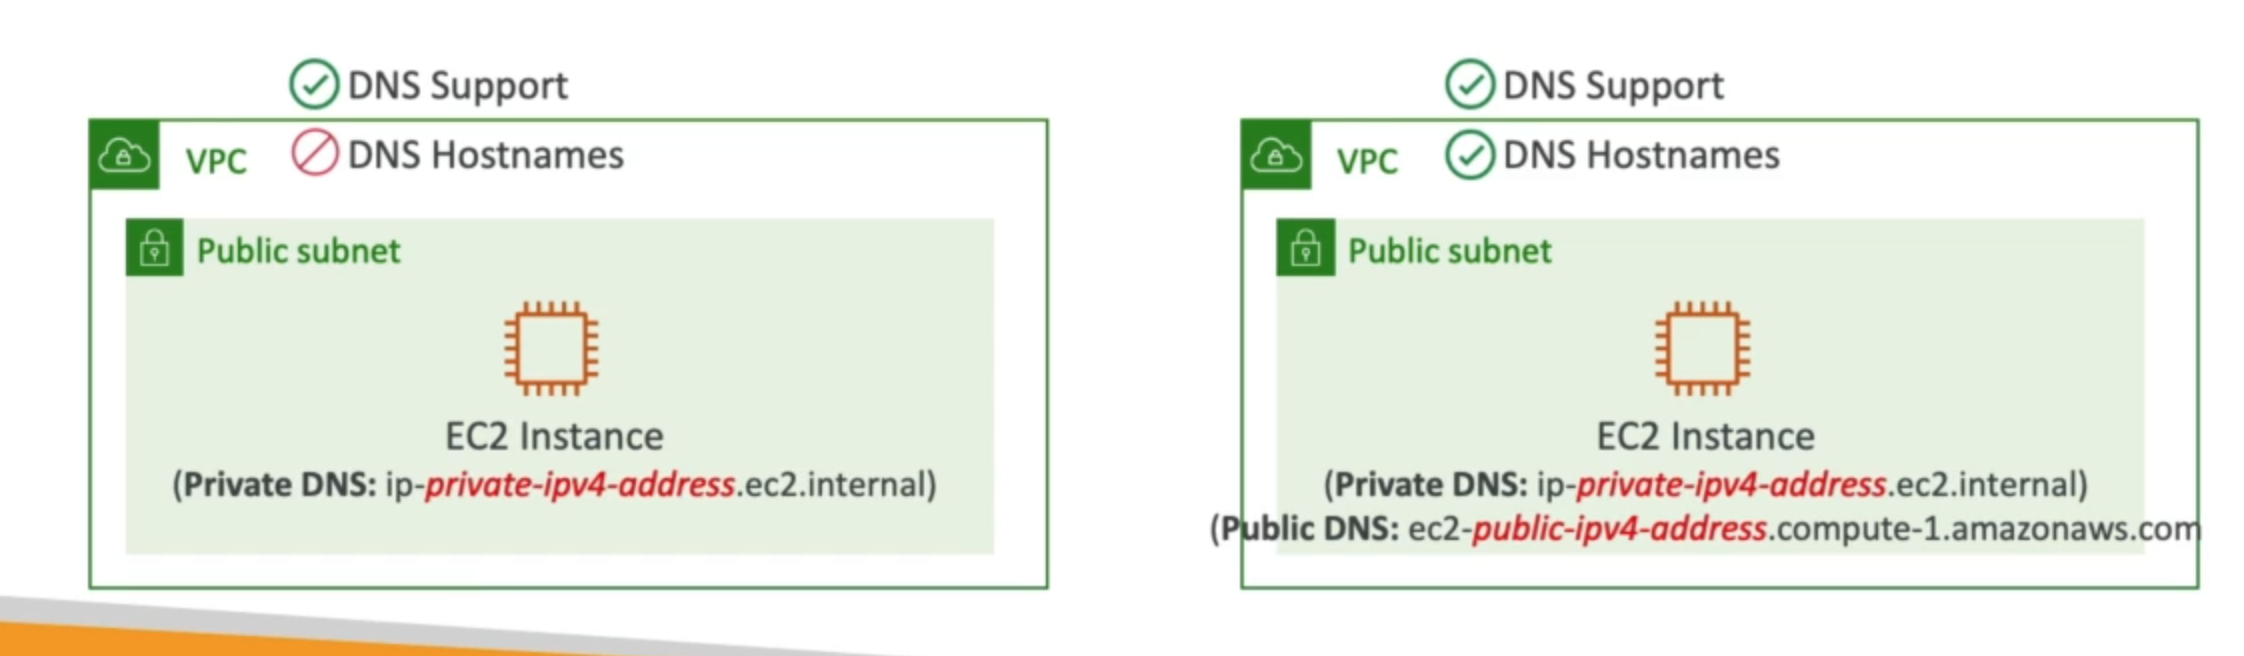 DNS Support
VPC
DNS Hostnames
Public subnet
EC2 Instance
(Private DNS: ip-private-ipv4-address.ec2.internal)
DNS Support
VPC
DNS Hostnames
Public subnet
EC2 Instance
(Private DNS: ip-private-ipv4-address.ec2.internal)
(Public DNS: ec2-public-ipv4-address.compute-1.amazonaws.com